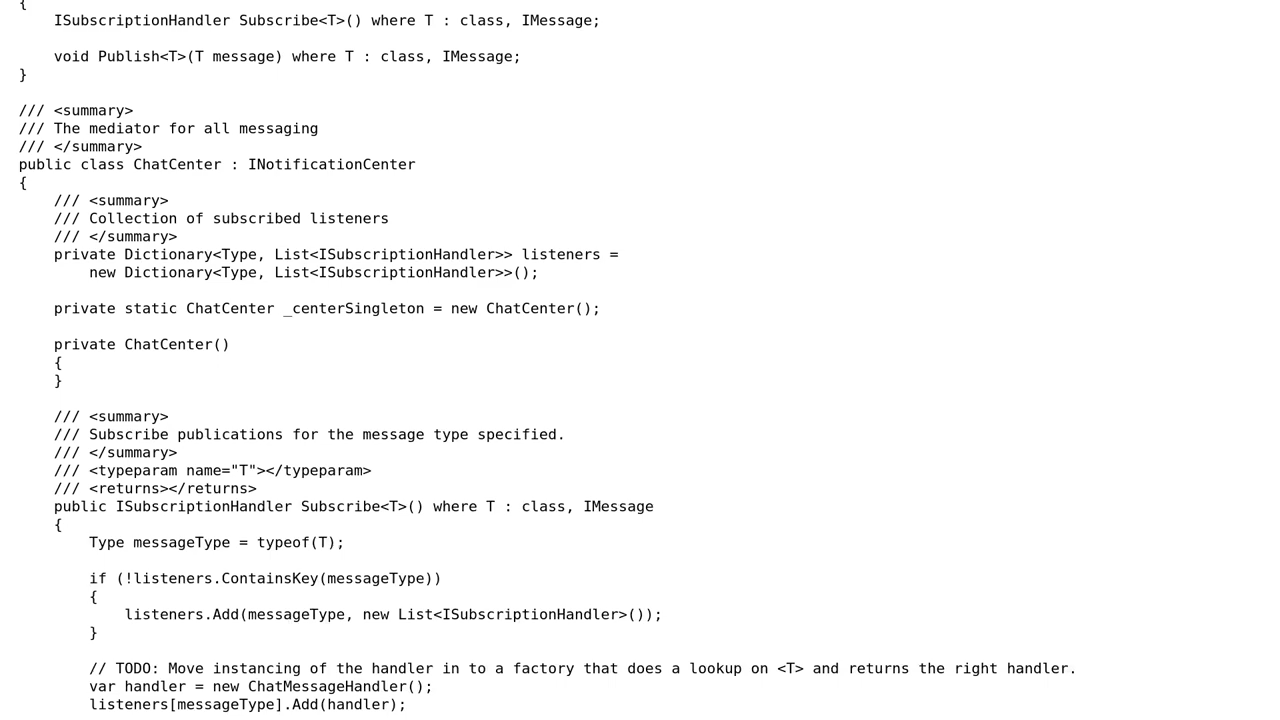 {
    ISubscriptionHandler Subscribe<T>() where T : class, IMessage;

    void Publish<T>(T message) where T : class, IMessage;
}

/// <summary>
/// The mediator for all messaging
/// </summary>
public class ChatCenter : INotificationCenter
{
    /// <summary>
    /// Collection of subscribed listeners
    /// </summary>
    private Dictionary<Type, List<ISubscriptionHandler>> listeners =
        new Dictionary<Type, List<ISubscriptionHandler>>();

    private static ChatCenter _centerSingleton = new ChatCenter();

    private ChatCenter()
    {
    }

    /// <summary>
    /// Subscribe publications for the message type specified.
    /// </summary>
    /// <typeparam name="T"></typeparam>
    /// <returns></returns>
    public ISubscriptionHandler Subscribe<T>() where T : class, IMessage
    {
        Type messageType = typeof(T);

        if (!listeners.ContainsKey(messageType))
        {
            listeners.Add(messageType, new List<ISubscriptionHandler>());
        }

        // TODO: Move instancing of the handler in to a factory that does a lookup on <T> and returns the right handler.
        var handler = new ChatMessageHandler();
        listeners[messageType].Add(handler);